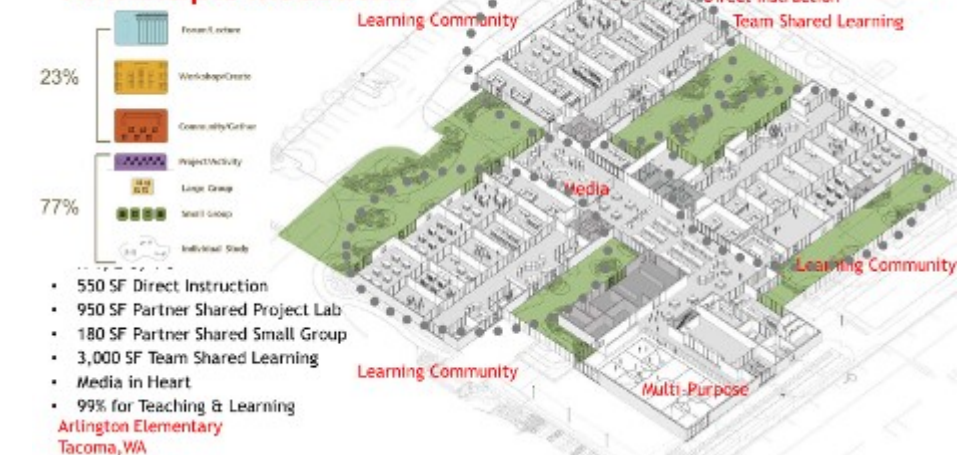 Learning Community
Direct Instruction
Team Shared Learning
Forum/Lecture
23%
Workshop/Create
Community/Gather
Project/Activity
Large Group
77%
Small Group
Individual Study
Media
Learning Community
550 SF Direct Instruction
950 SF Partner Shared Project Lab
180 SF Partner Shared Small Group
3,000 SF Team Shared Learning
Media in Heart
99% for Teaching & Learning
Learning Community
Multi-Purpose
Arlington Elementary
Tacoma, WA